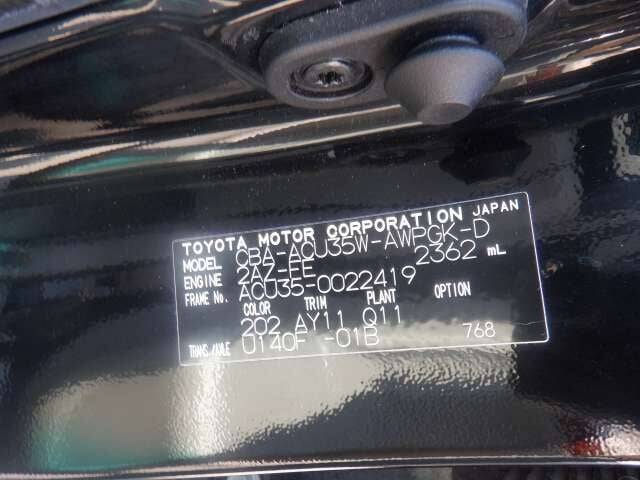 TOYOTA MOTOR CORPORATION JAPAN
MODEL CBA-ACU35W-AWPGK-D
ENGINE 2AZ-FE 2362 mL
FRAME No. ACU35-0022419
COLOR TRIM PLANT OPTION
202 AY11 Q11
TRANS./AXLE U140F -01B 768